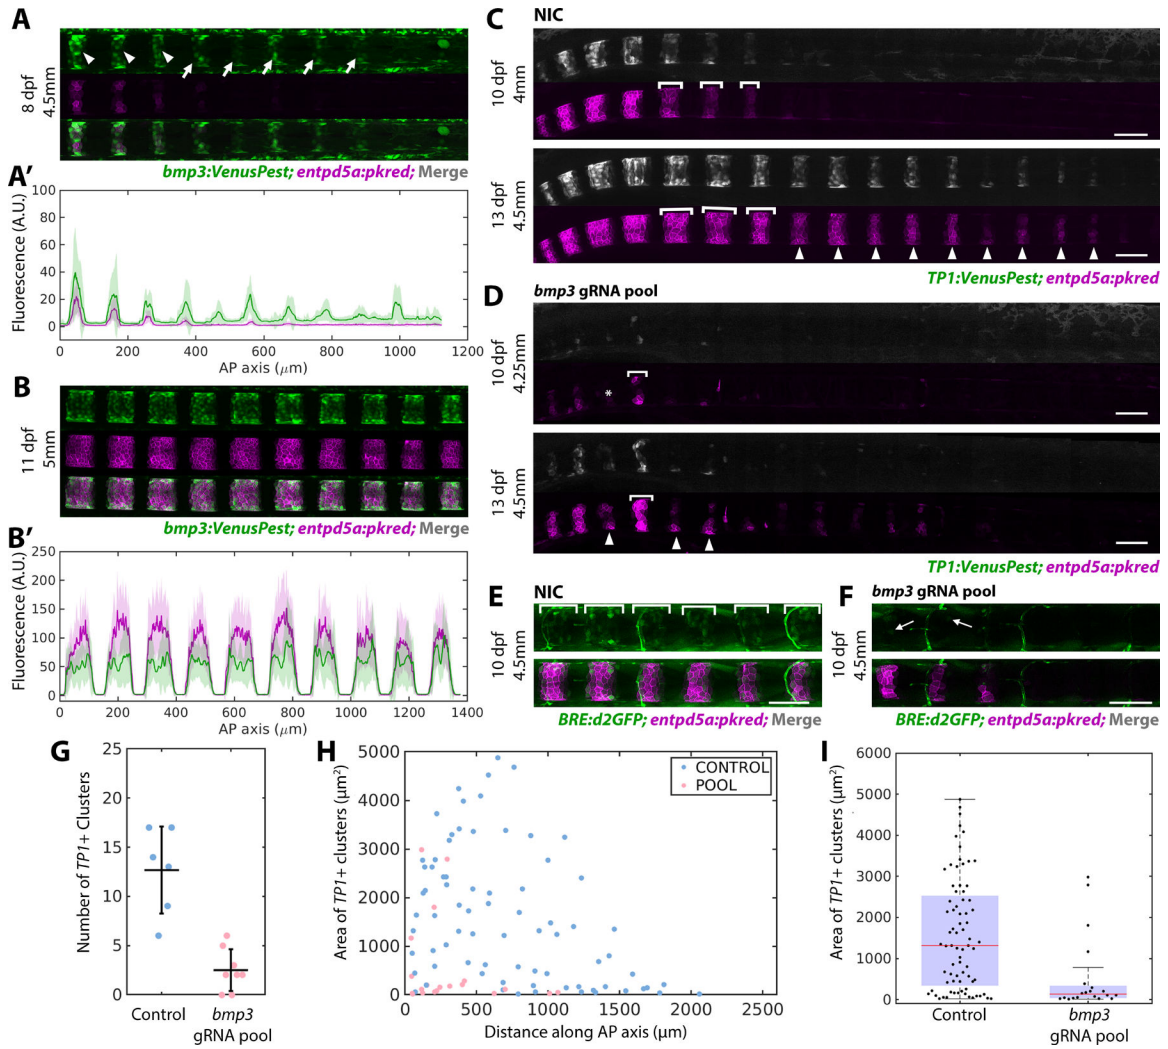 A
8 dpf
4.5mm
bmp3:VenusPest; entpd5a:pkred; Merge
A'
Fluorescence (A.U.)
100
80
60
40
20
0
0 200 400 600 800 1000 1200
AP axis (μm)
B
11 dpf
5mm
bmp3:VenusPest; entpd5a:pkred; Merge
B'
Fluorescence (A.U.)
250
200
150
100
50
0
0 200 400 600 800 1000 1200 1400
AP axis (μm)
C NIC
10 dpf
4mm
13 dpf
4.5mm
TP1:VenusPest; entpd5a:pkred
D bmp3 gRNA pool
10 dpf
4.25mm
*
13 dpf
4.5mm
TP1:VenusPest; entpd5a:pkred
E NIC
10 dpf
4.5mm
BRE:d2GFP; entpd5a:pkred; Merge
F bmp3 gRNA pool
10 dpf
4.5mm
BRE:d2GFP; entpd5a:pkred; Merge
G
Number of TP1+ Clusters
25
20
15
10
5
0
Control bmp3
gRNA pool
H
Area of TP1+ clusters (μm²)
5000
4000
3000
2000
1000
0
0 500 1000 1500 2000 2500
Distance along AP axis (μm)
CONTROL
POOL
I
Area of TP1+ clusters (μm²)
6000
5000
4000
3000
2000
1000
0
Control bmp3
gRNA pool